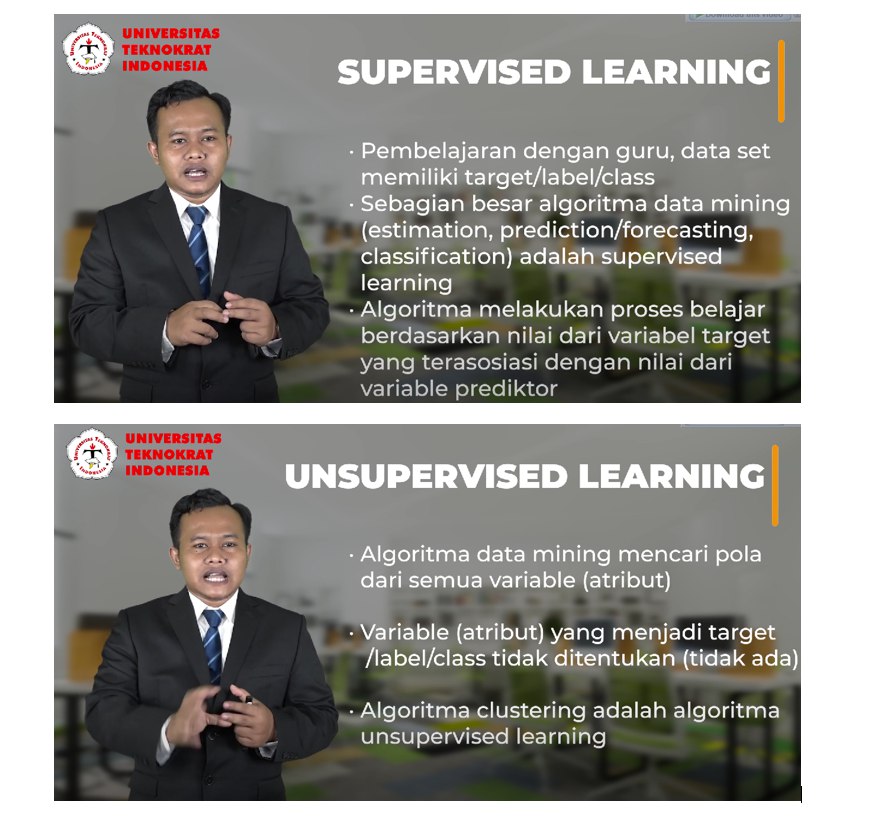 Download this video
UNIVERSITAS
TEKNOKRAT
INDONESIA
SUPERVISED LEARNING
· Pembelajaran dengan guru, data set
memiliki target/label/class
· Sebagian besar algoritma data mining
(estimation, prediction/forecasting,
classification) adalah supervised
learning
· Algoritma melakukan proses belajar
berdasarkan nilai dari variabel target
yang terasosiasi dengan nilai dari
variable prediktor
UNIVERSITAS
TEKNOKRAT
INDONESIA
UNSUPERVISED LEARNING
· Algoritma data mining mencari pola
dari semua variable (atribut)
· Variable (atribut) yang menjadi target
/label/class tidak ditentukan (tidak ada)
· Algoritma clustering adalah algoritma
unsupervised learning